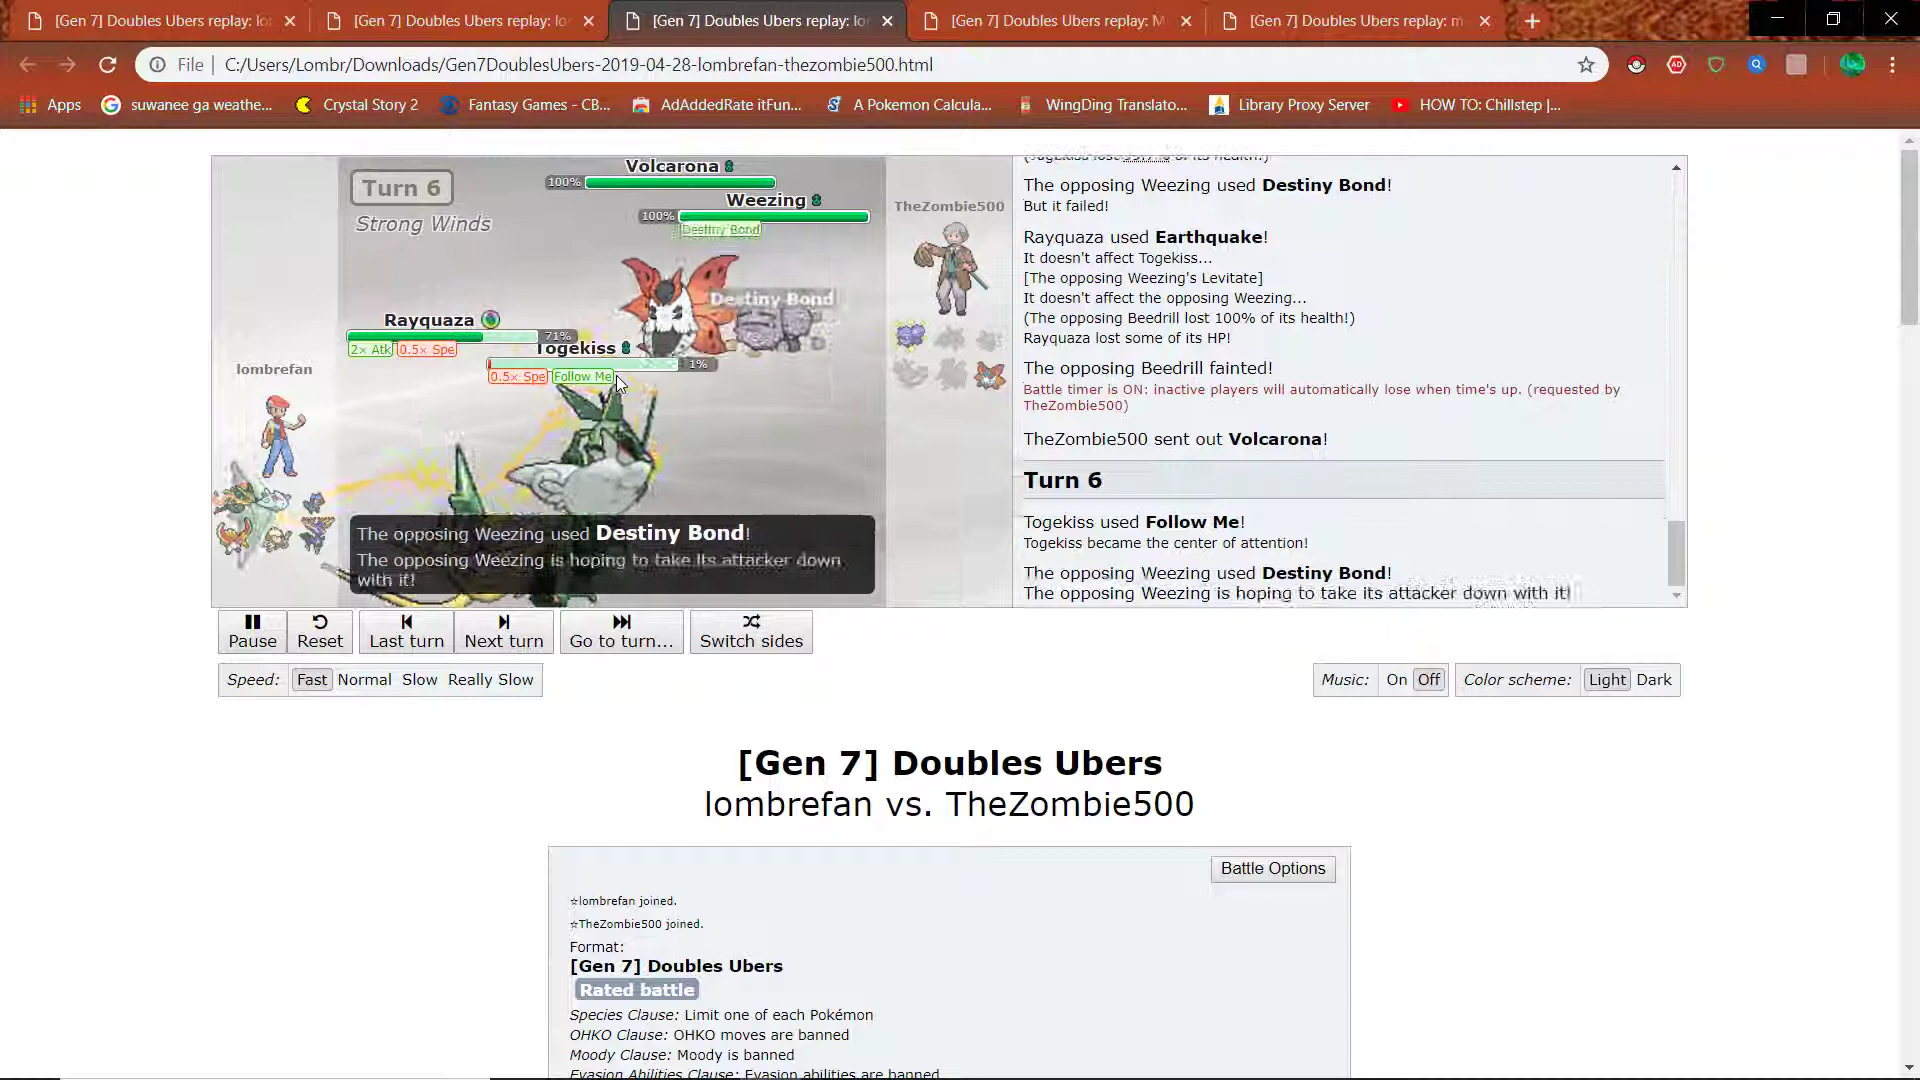 [Gen 7] Doubles Ubers replay: lo
[Gen 7] Doubles Ubers replay: lo
[Gen 7] Doubles Ubers replay: lo
[Gen 7] Doubles Ubers replay: M
[Gen 7] Doubles Ubers replay: m
File
C:/Users/Lombr/Downloads/Gen7DoublesUbers-2019-04-28-lombrefan-thezombie500.html
Apps
suwanee ga weathe...
Crystal Story 2
Fantasy Games - CB...
AdAddedRate itFun...
A Pokemon Calcula...
WingDing Translato...
Library Proxy Server
HOW TO: Chillstep |...
Turn 6
Strong Winds
Volcarona
100%
Weezing
100%
Destiny Bond
Destiny Bond
Rayquaza
71%
2× Atk 0.5× Spe
Togekiss
1%
0.5× Spe Follow Me
lombrefan
TheZombie500
The opposing Weezing used Destiny Bond!
The opposing Weezing is hoping to take its attacker down
with it!
(Togekiss lost of its health!)
The opposing Weezing used Destiny Bond!
But it failed!
Rayquaza used Earthquake!
It doesn't affect Togekiss...
[The opposing Weezing's Levitate]
It doesn't affect the opposing Weezing...
(The opposing Beedrill lost 100% of its health!)
Rayquaza lost some of its HP!
The opposing Beedrill fainted!
Battle timer is ON: inactive players will automatically lose when time's up. (requested by
TheZombie500)
TheZombie500 sent out Volcarona!
Turn 6
Togekiss used Follow Me!
Togekiss became the center of attention!
The opposing Weezing used Destiny Bond!
The opposing Weezing is hoping to take its attacker down with it!
Pause
Reset
Last turn
Next turn
Go to turn...
Switch sides
Speed: Fast Normal Slow Really Slow
Music: On Off
Color scheme: Light Dark
[Gen 7] Doubles Ubers
lombrefan vs. TheZombie500
Battle Options
☆lombrefan joined.
☆TheZombie500 joined.
Format:
[Gen 7] Doubles Ubers
Rated battle
Species Clause: Limit one of each Pokémon
OHKO Clause: OHKO moves are banned
Moody Clause: Moody is banned
Evasion Abilities Clause: Evasion abilities are banned